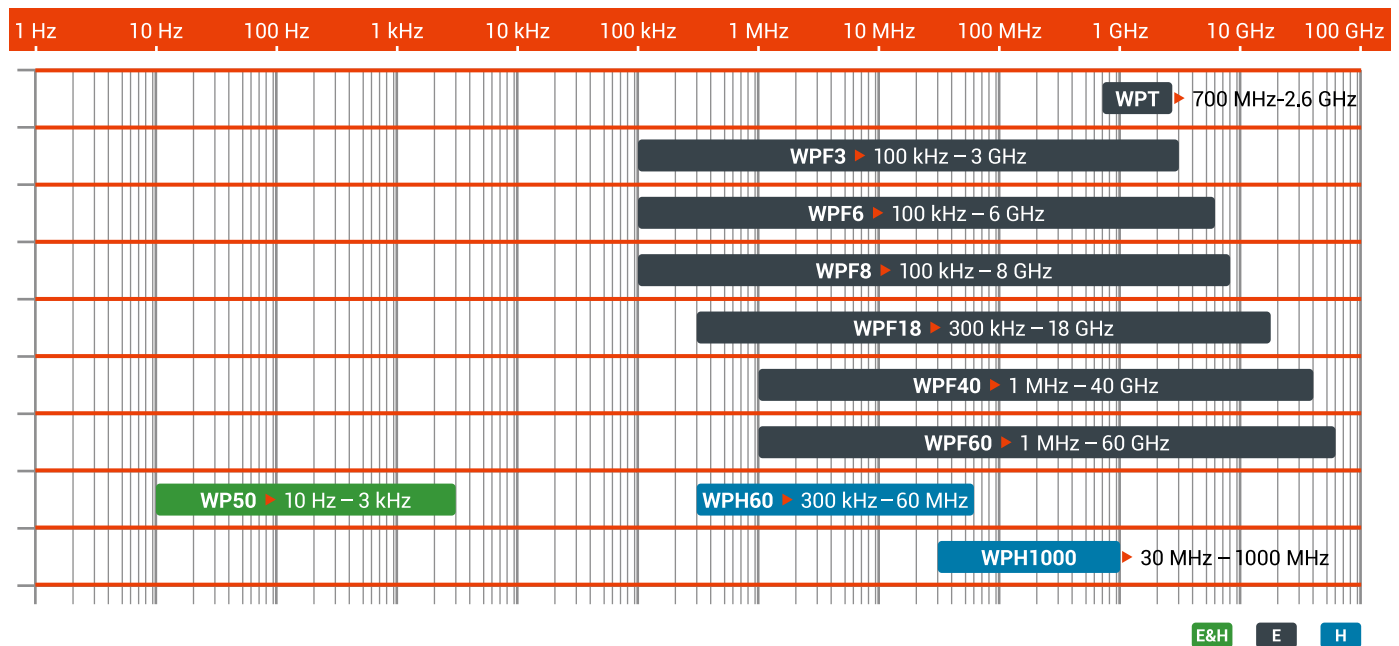 1 Hz 10 Hz 100 Hz 1 kHz 10 kHz 100 kHz 1 MHz 10 MHz 100 MHz 1 GHz 10 GHz 100 GHz
WPT ▶ 700 MHz-2.6 GHz
WPF3 ▶ 100 kHz – 3 GHz
WPF6 ▶ 100 kHz – 6 GHz
WPF8 ▶ 100 kHz – 8 GHz
WPF18 ▶ 300 kHz – 18 GHz
WPF40 ▶ 1 MHz – 40 GHz
WPF60 ▶ 1 MHz – 60 GHz
WP50 ▶ 10 Hz – 3 kHz WPH60 ▶ 300 kHz – 60 MHz
WPH1000 ▶ 30 MHz – 1000 MHz
E&H E H